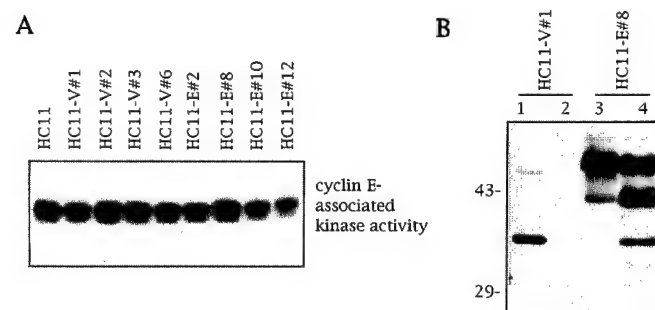 A
HC11
HC11-V#1
HC11-V#2
HC11-V#3
HC11-V#6
HC11-E#2
HC11-E#8
HC11-E#10
HC11-E#12
cyclin E-
associated
kinase activity
B
HC11-V#1
HC11-E#8
1 2 3 4
43-
29-